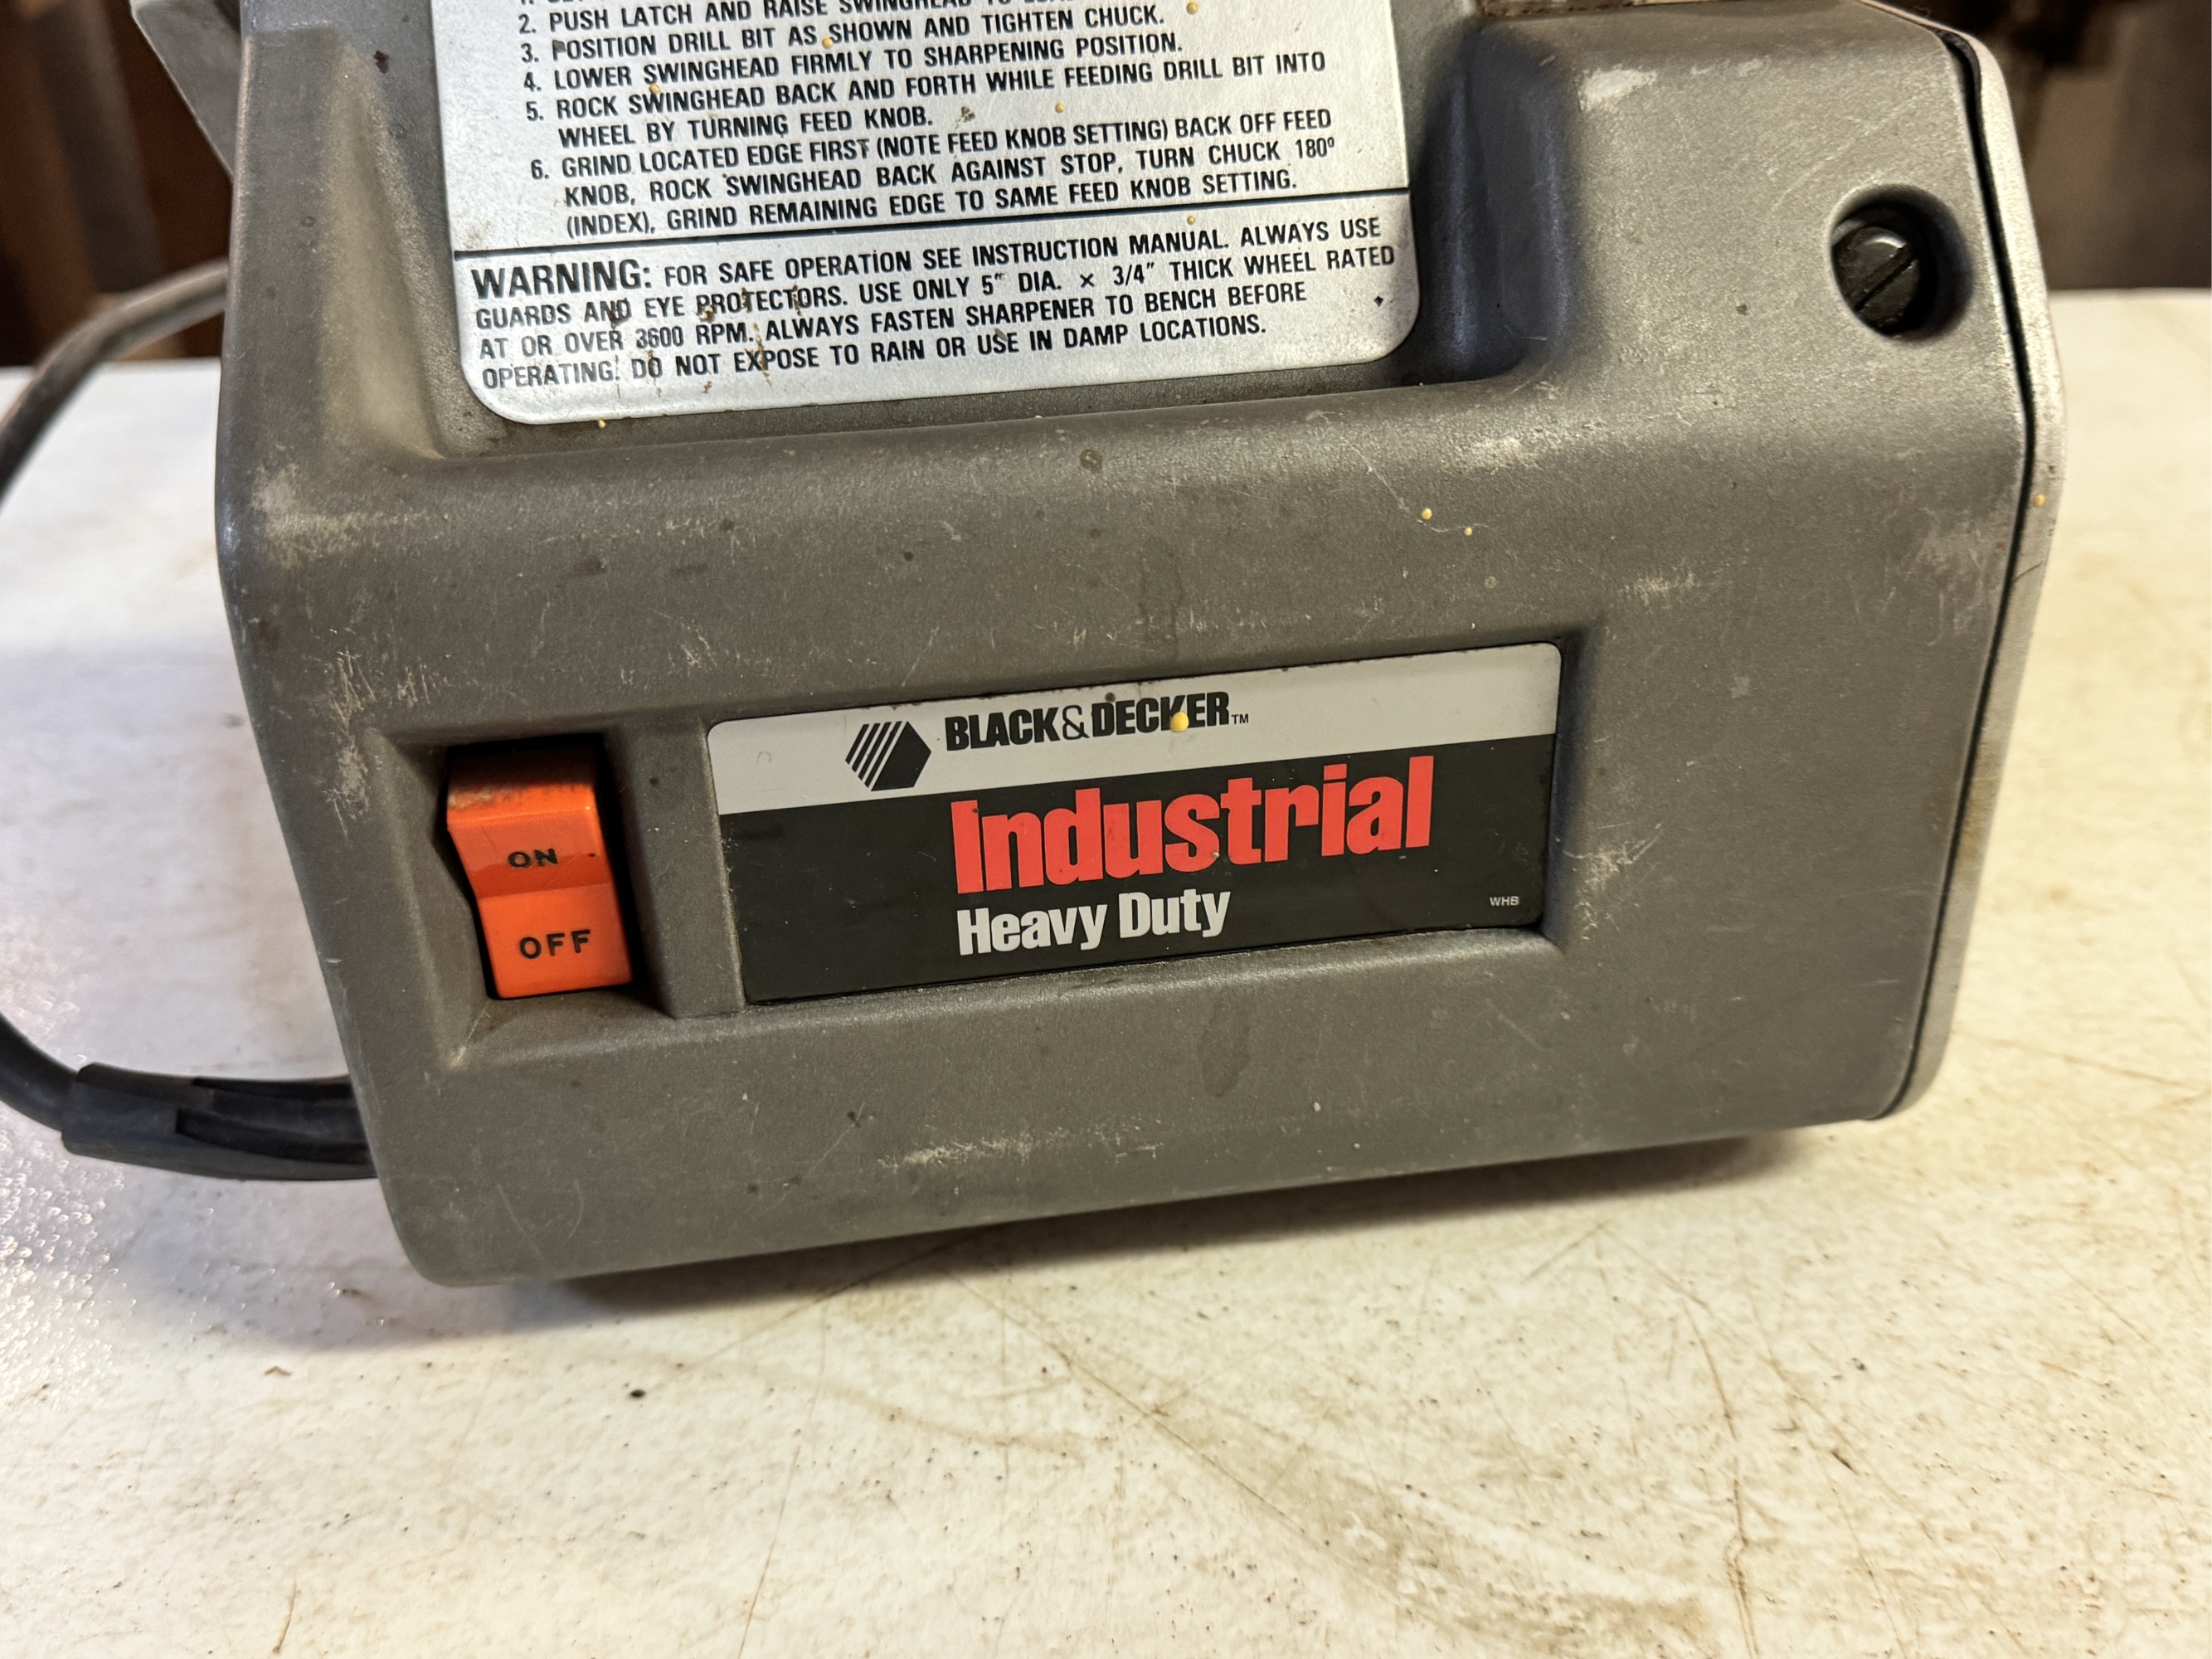 2. PUSH LATCH AND RAISE SWINGHEAD TO
3. POSITION DRILL BIT AS SHOWN AND TIGHTEN CHUCK.
4. LOWER SWINGHEAD FIRMLY TO SHARPENING POSITION.
5. ROCK SWINGHEAD BACK AND FORTH WHILE FEEDING DRILL BIT INTO
WHEEL BY TURNING FEED KNOB.
6. GRIND LOCATED EDGE FIRST (NOTE FEED KNOB SETTING) BACK OFF FEED
KNOB, ROCK SWINGHEAD BACK AGAINST STOP, TURN CHUCK 180º
(INDEX), GRIND REMAINING EDGE TO SAME FEED KNOB SETTING.
WARNING: FOR SAFE OPERATION SEE INSTRUCTION MANUAL. ALWAYS USE
GUARDS AND EYE PROTECTORS. USE ONLY 5" DIA. × 3/4" THICK WHEEL RATED
AT OR OVER 3600 RPM. ALWAYS FASTEN SHARPENER TO BENCH BEFORE
OPERATING. DO NOT EXPOSE TO RAIN OR USE IN DAMP LOCATIONS.
BLACK&DECKER™
Industrial
Heavy Duty
WHB
ON
OFF